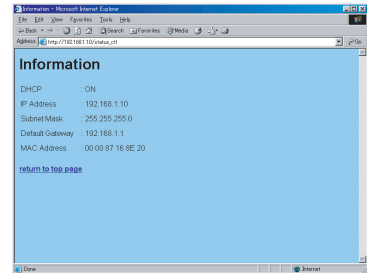 Information - Microsoft Internet Explorer
File Edit View Favorites Tools Help
Back Search Favorites Media
Address http://192.168.1.10/status_ctl Go
Information
DHCP : ON
IP Address : 192.168.1.10
Subnet Mask : 255.255.255.0
Default Gateway : 192.168.1.1
MAC Address : 00 00 87 16 8E 20
return to top page
Done Internet